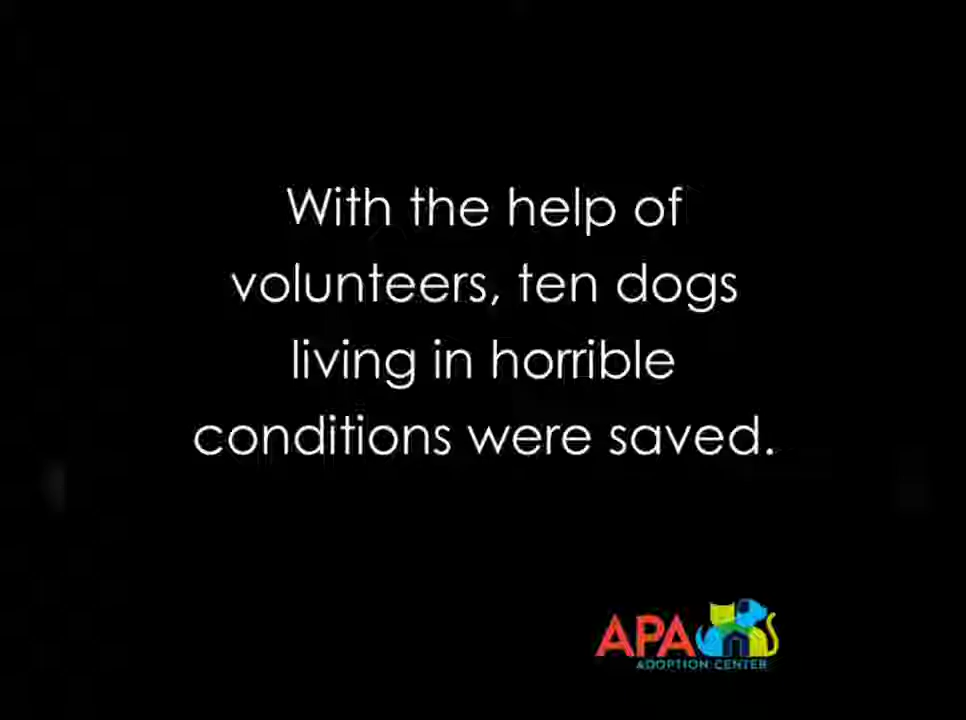 With the help of
volunteers, ten dogs
living in horrible
conditions were saved.
APA
ADOPTION CENTER